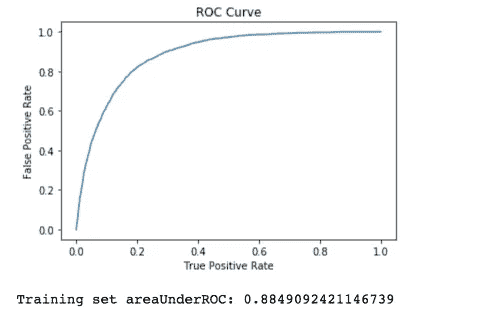 ROC Curve
1.0
0.8
0.6
0.4
0.2
0.0
False Positive Rate
0.0 0.2 0.4 0.6 0.8 1.0
True Positive Rate
Training set areaUnderROC: 0.8849092421146739